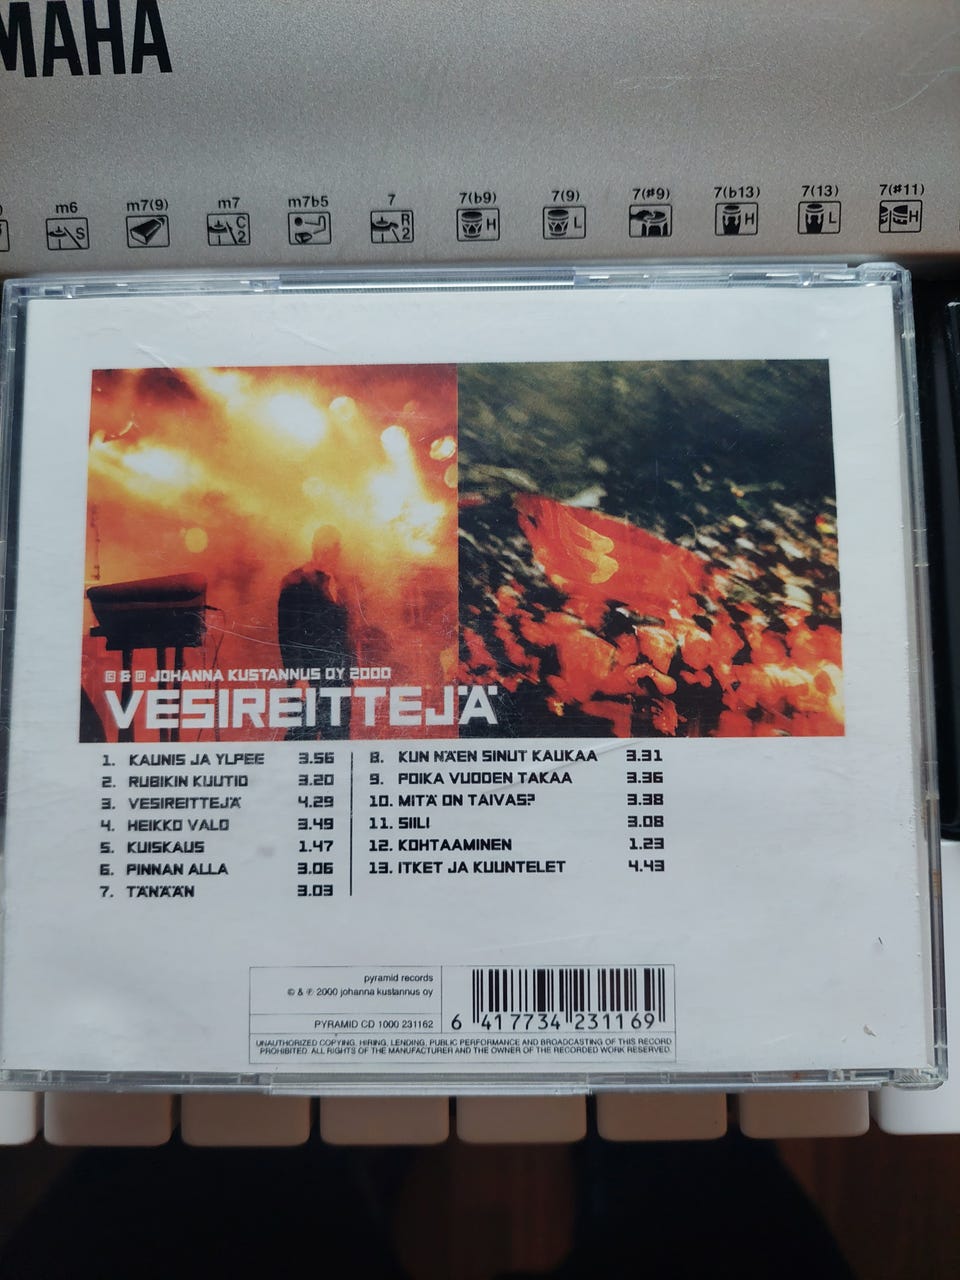 MAHA
m6
m7(9)
m7
m7b5
7
7(b9)
7(9)
7(#9)
7(b13)
7(13)
7(#11)
S
C
2
R
2
H
L
H
L
H
© & ℗ JOHANNA KUSTANNUS OY 2000
VESIREITTEJÄ
1. KAUNIS JA YLPEE 3.56
2. RUBIKIN KUUTIO 3.20
3. VESIREITTEJÄ 4.29
4. HEIKKO VALO 3.49
5. KUISKAUS 1.47
6. PINNAN ALLA 3.06
7. TÄNÄÄN 3.03
8. KUN NÄEN SINUT KAUKAA 3.31
9. POIKA VUODEN TAKAA 3.36
10. MITÄ ON TAIVAS? 3.38
11. SIILI 3.08
12. KOHTAAMINEN 1.23
13. ITKET JA KUUNTELET 4.43
pyramid records
© & ℗ 2000 johanna kustannus oy
PYRAMID CD 1000 231162
6 417734 231169
UNAUTHORIZED COPYING, HIRING, LENDING, PUBLIC PERFORMANCE AND BROADCASTING OF THIS RECORD
PROHIBITED. ALL RIGHTS OF THE MANUFACTURER AND THE OWNER OF THE RECORDED WORK RESERVED.